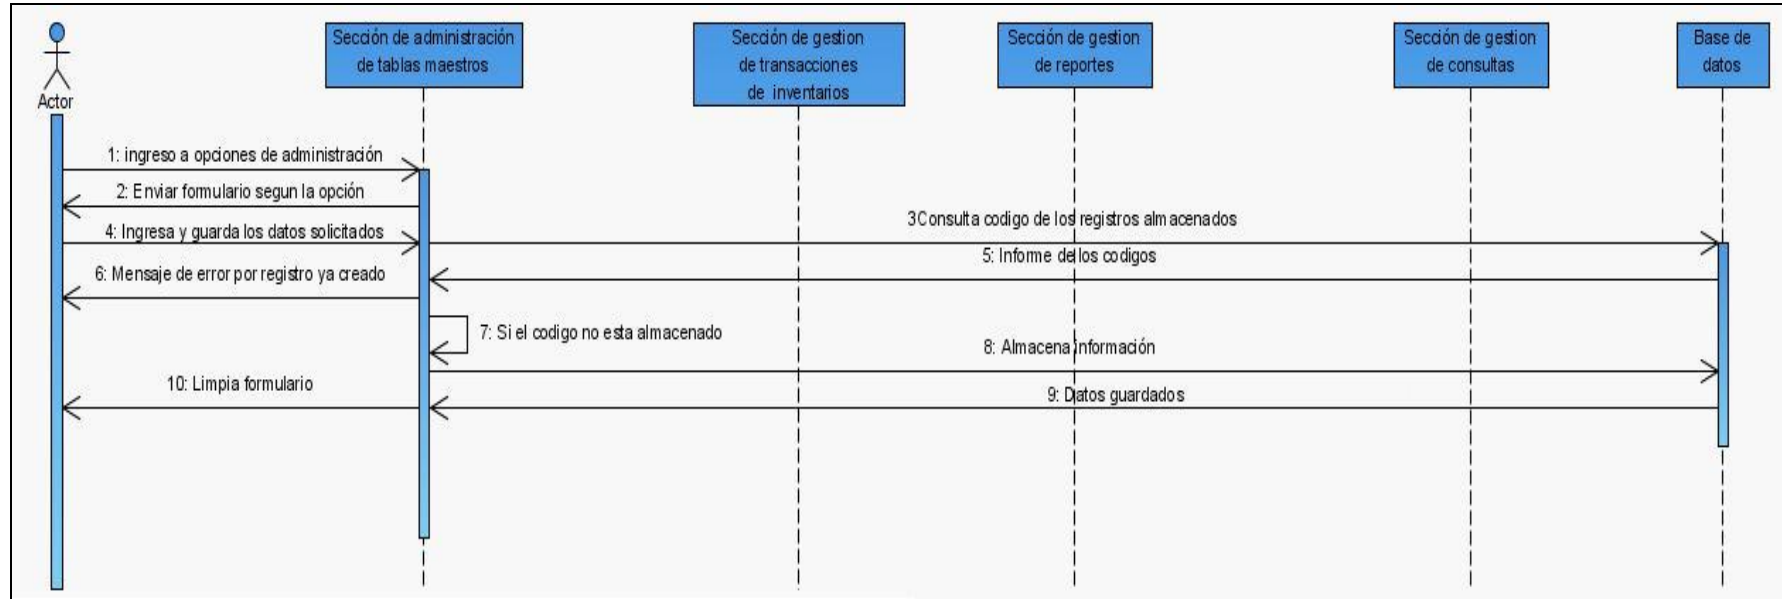 Actor
Sección de administración
de tablas maestros
Sección de gestion
de transacciones
de inventarios
Sección de gestion
de reportes
Sección de gestion
de consultas
Base de
datos
1: ingreso a opciones de administración
2: Enviar formulario segun la opción
3Consulta codigo de los registros almacenados
4: Ingresa y guarda los datos solicitados
5: Informe de los codigos
6: Mensaje de error por registro ya creado
7: Si el codigo no esta almacenado
8: Almacena información
10: Limpia formulario
9: Datos guardados